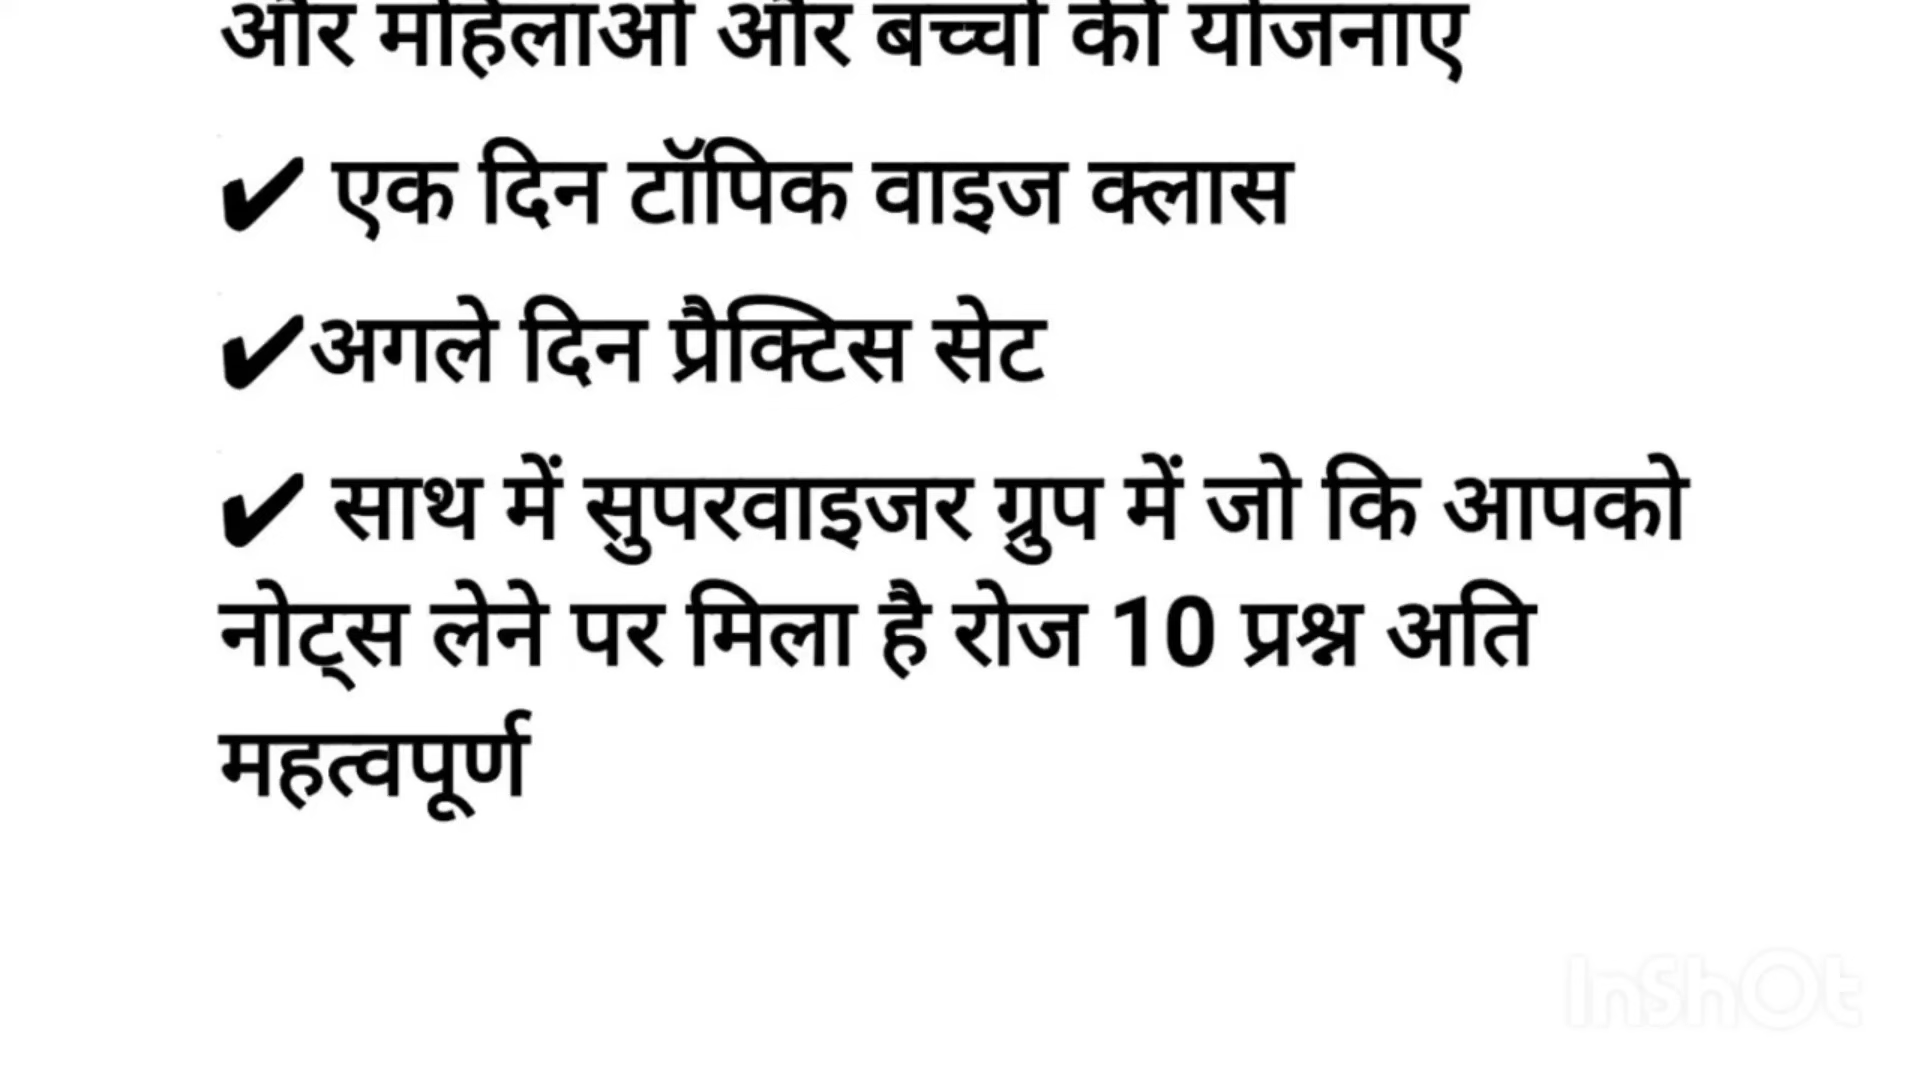 और महिलाओं और बच्चों की योजनाएं
✔ एक दिन टॉपिक वाइज क्लास
✔अगले दिन प्रैक्टिस सेट
✔ साथ में सुपरवाइजर ग्रुप में जो कि आपको
नोट्स लेने पर मिला है रोज 10 प्रश्न अति
महत्वपूर्ण
InShOt